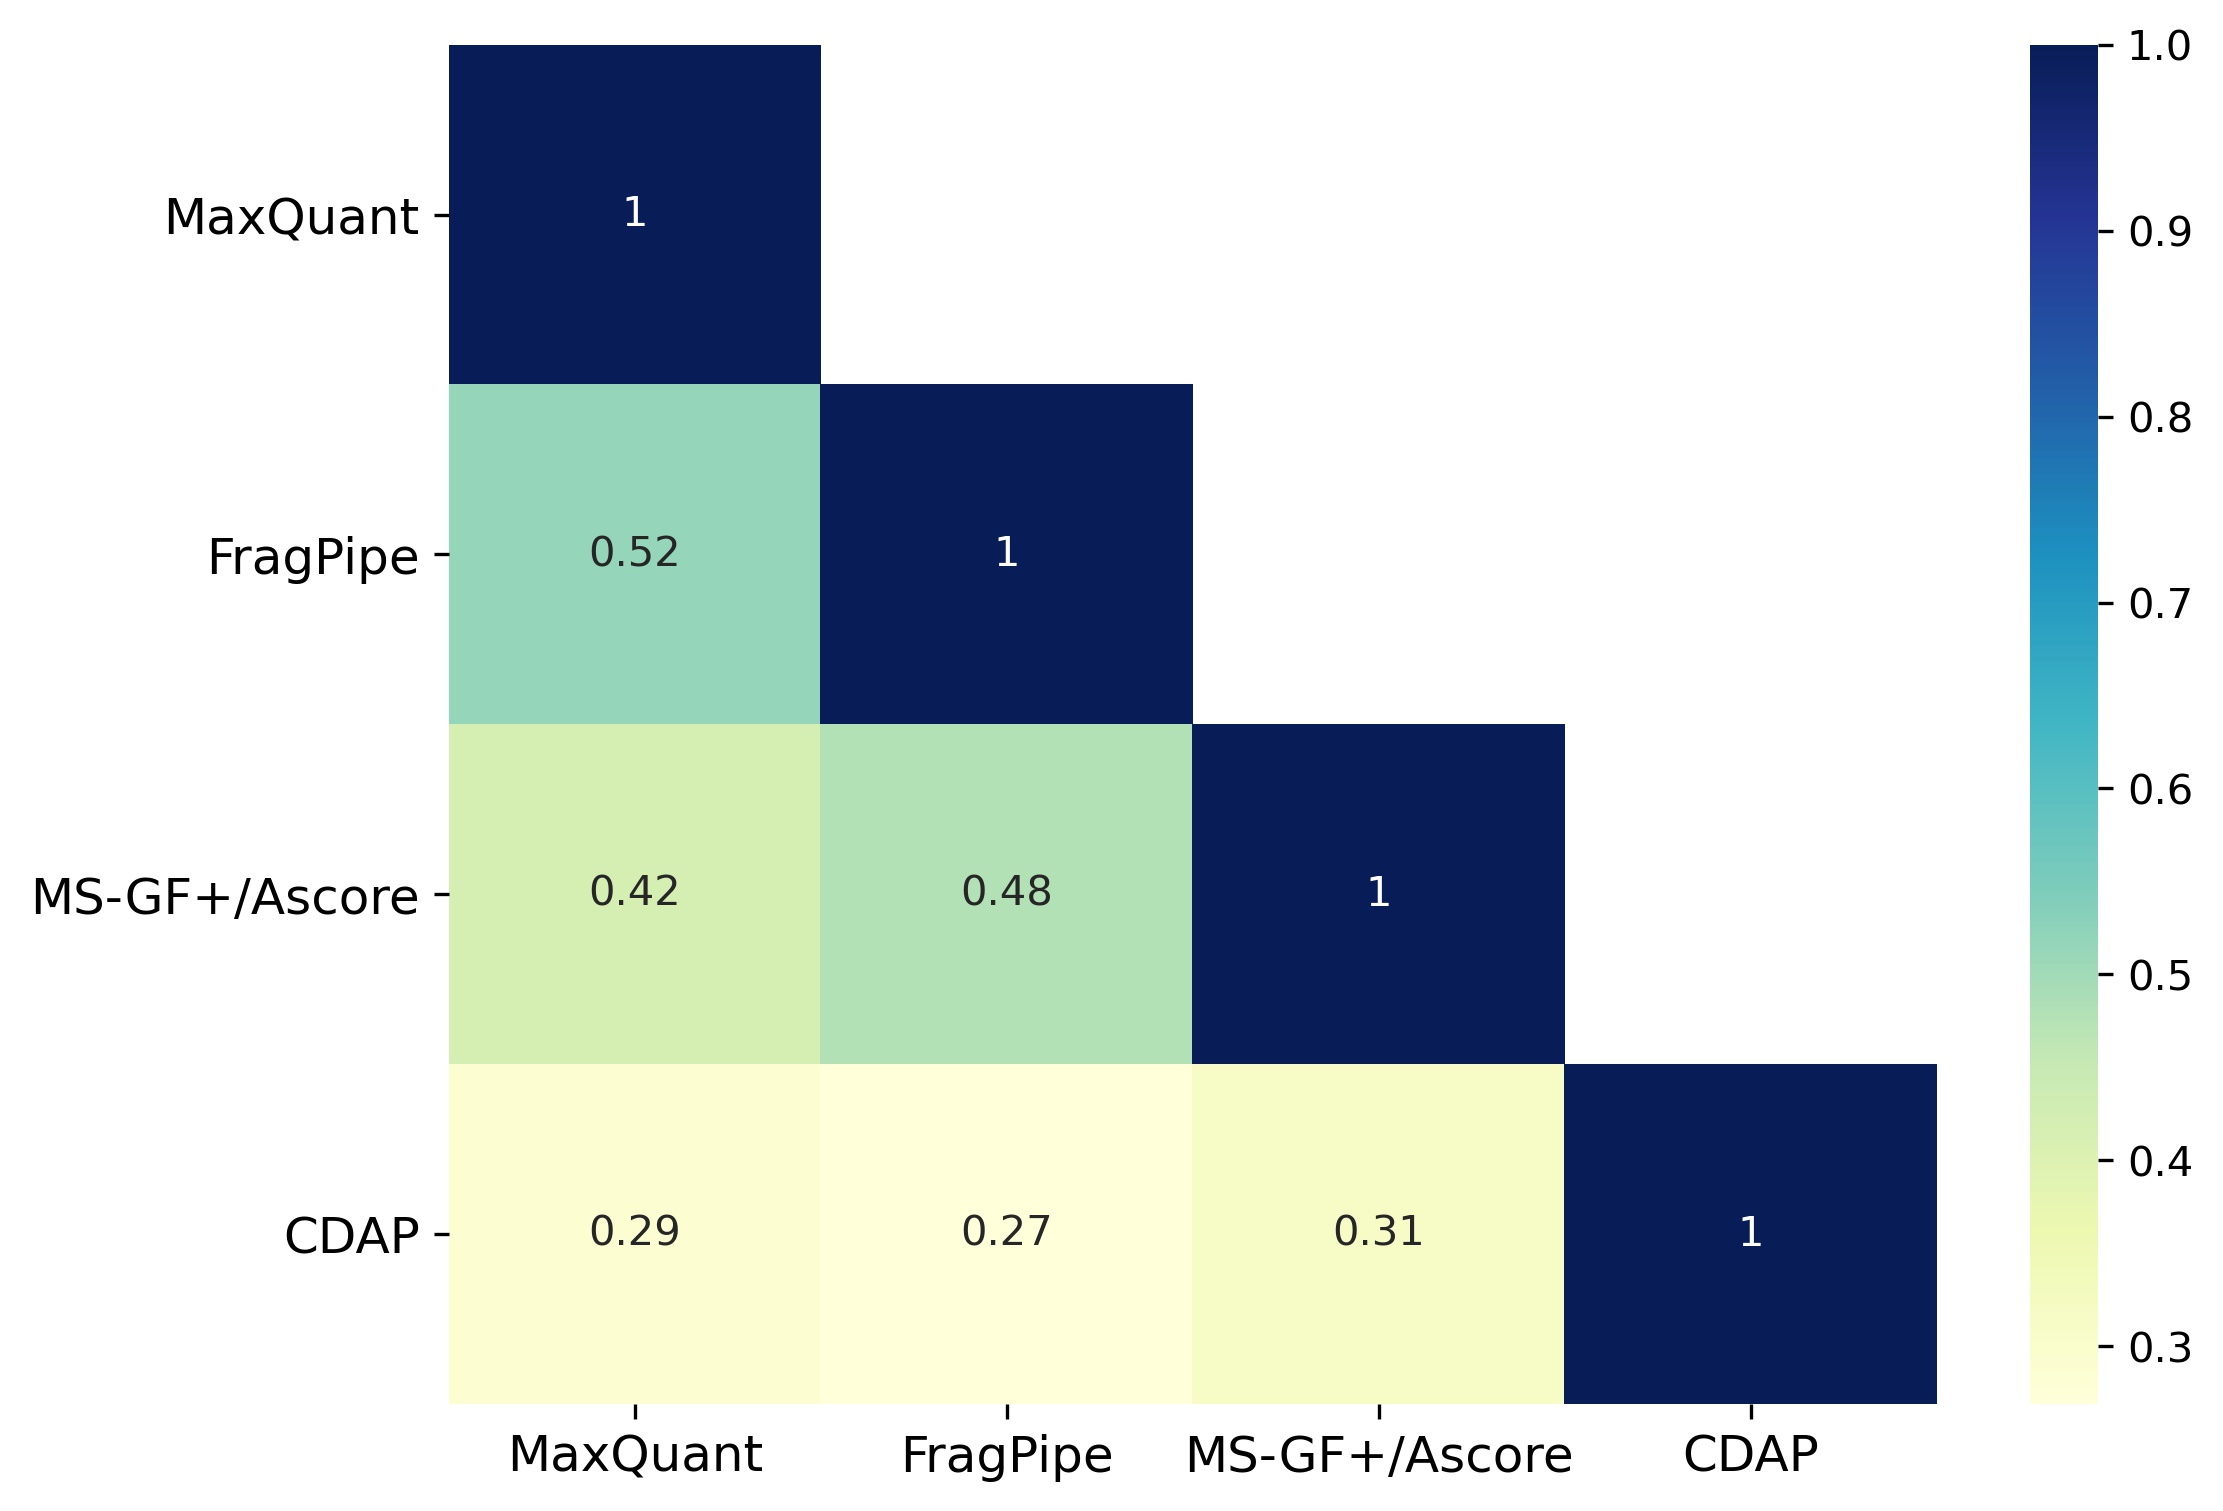 MaxQuant 1
FragPipe 0.52 1
MS-GF+/Ascore 0.42 0.48 1
CDAP 0.29 0.27 0.31 1
MaxQuant FragPipe MS-GF+/Ascore CDAP
1.0
0.9
0.8
0.7
0.6
0.5
0.4
0.3